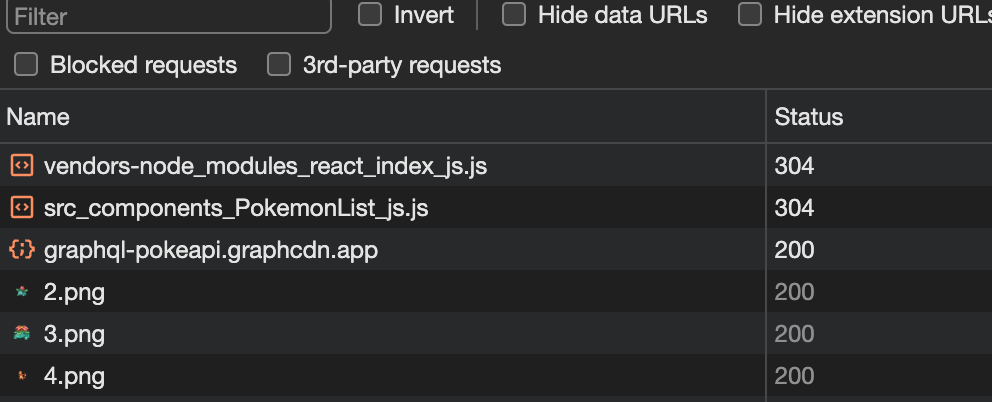 Filter Invert Hide data URLs Hide extension URLs
Blocked requests 3rd-party requests
Name Status
vendors-node_modules_react_index_js.js 304
src_components_PokemonList_js.js 304
graphql-pokeapi.graphcdn.app 200
2.png 200
3.png 200
4.png 200